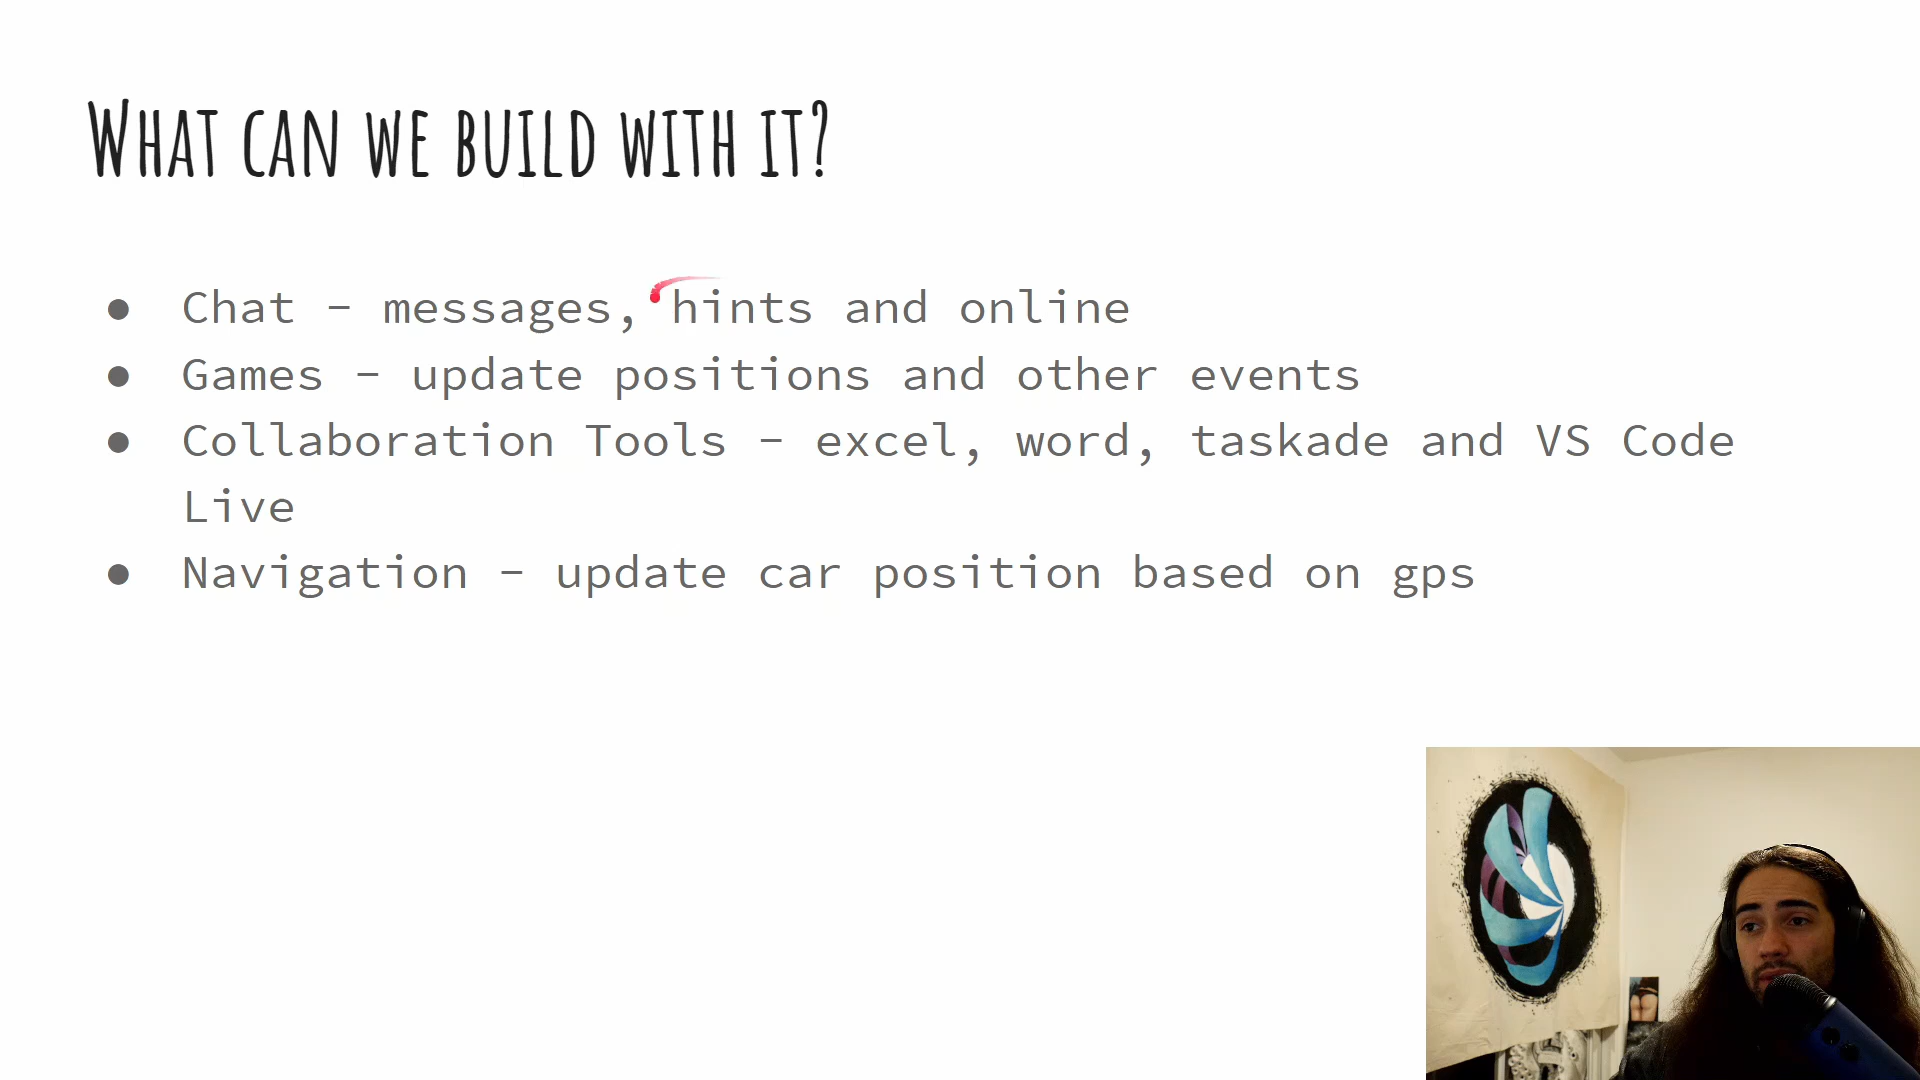 What can we build with it?
● Chat - messages, hints and online
● Games - update positions and other events
● Collaboration Tools - excel, word, taskade and VS Code
Live
● Navigation - update car position based on gps